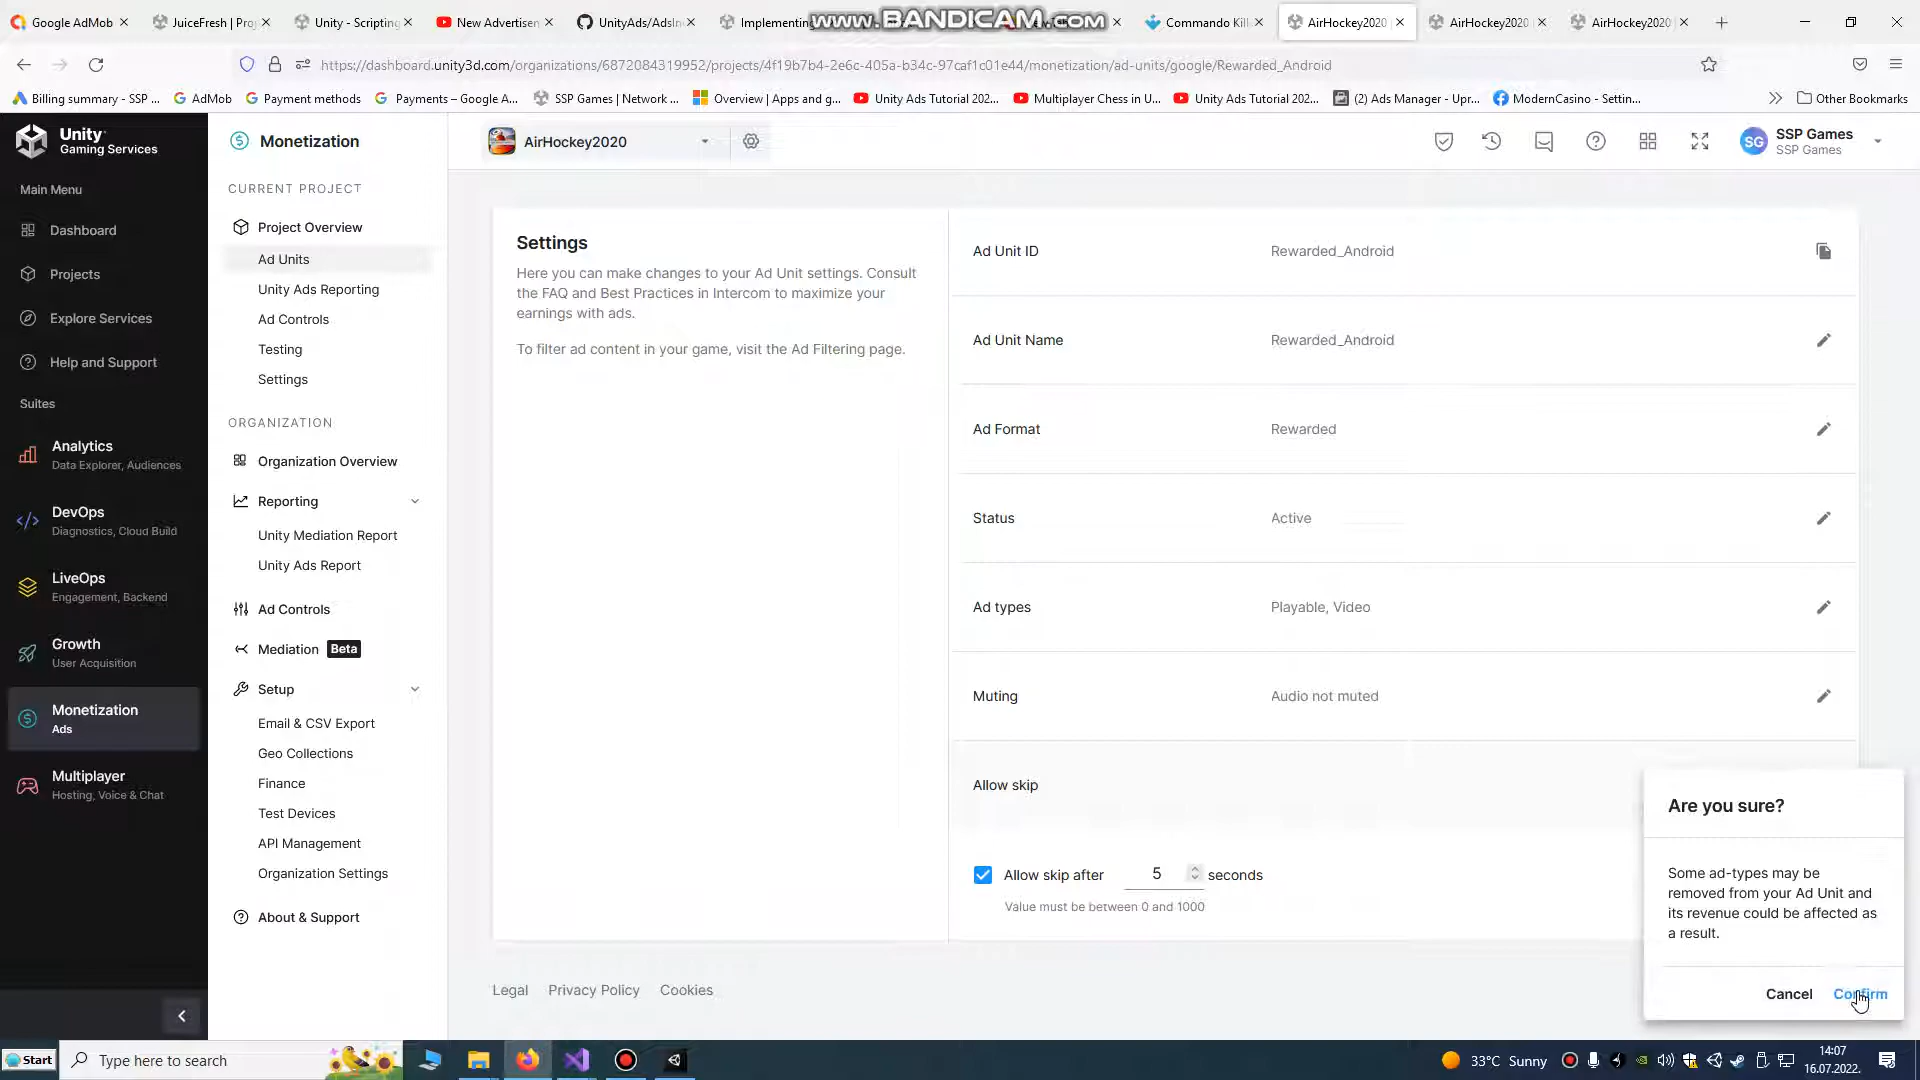 Google AdMob
JuiceFresh | Pro
Unity - Scripting
New Advertisen
UnityAds/AdsIn
Implementing
Commando Kill
AirHockey2020
AirHockey2020
AirHockey2020
www.BANDICAM.com
https://dashboard.unity3d.com/organizations/6872084319952/projects/4f19b7b4-2e6c-405a-b34c-97caf1c01e44/monetization/ad-units/google/Rewarded_Android
Billing summary - SSP ...
AdMob
Payment methods
Payments – Google A...
SSP Games | Network ...
Overview | Apps and g...
Unity Ads Tutorial 202...
Multiplayer Chess in U...
Unity Ads Tutorial 202...
(2) Ads Manager - Upr...
ModernCasino - Settin...
Other Bookmarks
Unity
Gaming Services
Main Menu
Dashboard
Projects
Explore Services
Help and Support
Suites
Analytics
Data Explorer, Audiences
DevOps
Diagnostics, Cloud Build
LiveOps
Engagement, Backend
Growth
User Acquisition
Monetization
Ads
Multiplayer
Hosting, Voice & Chat
Monetization
CURRENT PROJECT
Project Overview
Ad Units
Unity Ads Reporting
Ad Controls
Testing
Settings
ORGANIZATION
Organization Overview
Reporting
Unity Mediation Report
Unity Ads Report
Ad Controls
Mediation Beta
Setup
Email & CSV Export
Geo Collections
Finance
Test Devices
API Management
Organization Settings
About & Support
AirHockey2020
SG
SSP Games
SSP Games
Settings
Here you can make changes to your Ad Unit settings. Consult
the FAQ and Best Practices in Intercom to maximize your
earnings with ads.
To filter ad content in your game, visit the Ad Filtering page.
Ad Unit ID Rewarded_Android
Ad Unit Name Rewarded_Android
Ad Format Rewarded
Status Active
Ad types Playable, Video
Muting Audio not muted
Allow skip
Allow skip after 5 seconds
Value must be between 0 and 1000
Are you sure?
Some ad-types may be
removed from your Ad Unit and
its revenue could be affected as
a result.
Cancel Confirm
Legal Privacy Policy Cookies
Start
Type here to search
33°C Sunny
14:07
16.07.2022.